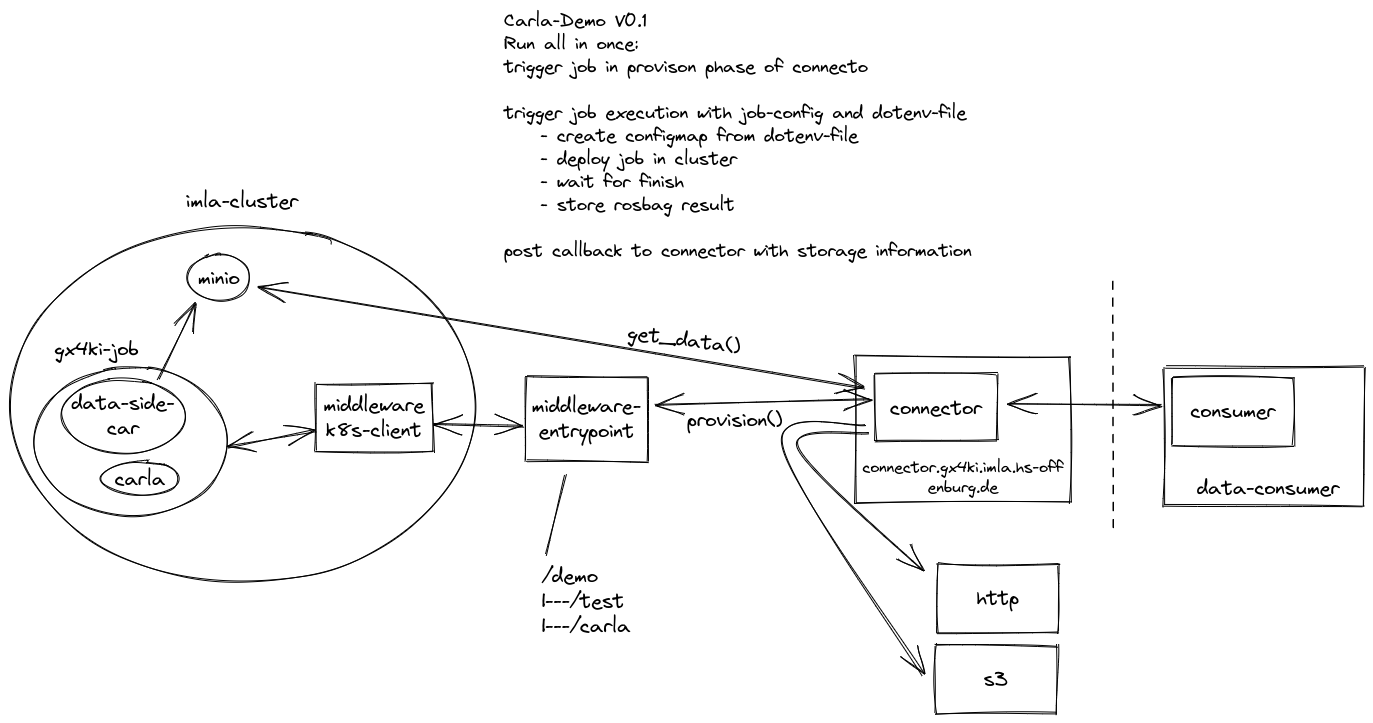 Carla-Demo V0.1
Run all in once:
trigger job in provison phase of connecto
trigger job execution with job-config and dotenv-file
- create configmap from dotenv-file
- deploy job in cluster
- wait for finish
- store rosbag result
post callback to connector with storage information
imla-cluster
minio
gx4ki-job
data-side-
car
carla
middleware
k8s-client
middleware-
entrypoint
get_data()
provision()
connector
connector.gx4ki.imla.hs-off
enburg.de
consumer
data-consumer
/demo
|---/test
|---/carla
http
s3